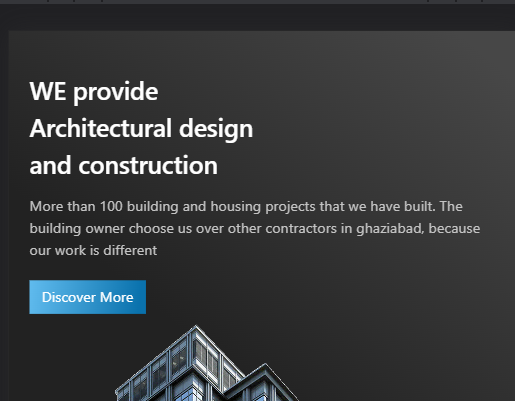 WE provide
Architectural design
and construction
More than 100 building and housing projects that we have built. The
building owner choose us over other contractors in ghaziabad, because
our work is different
Discover More